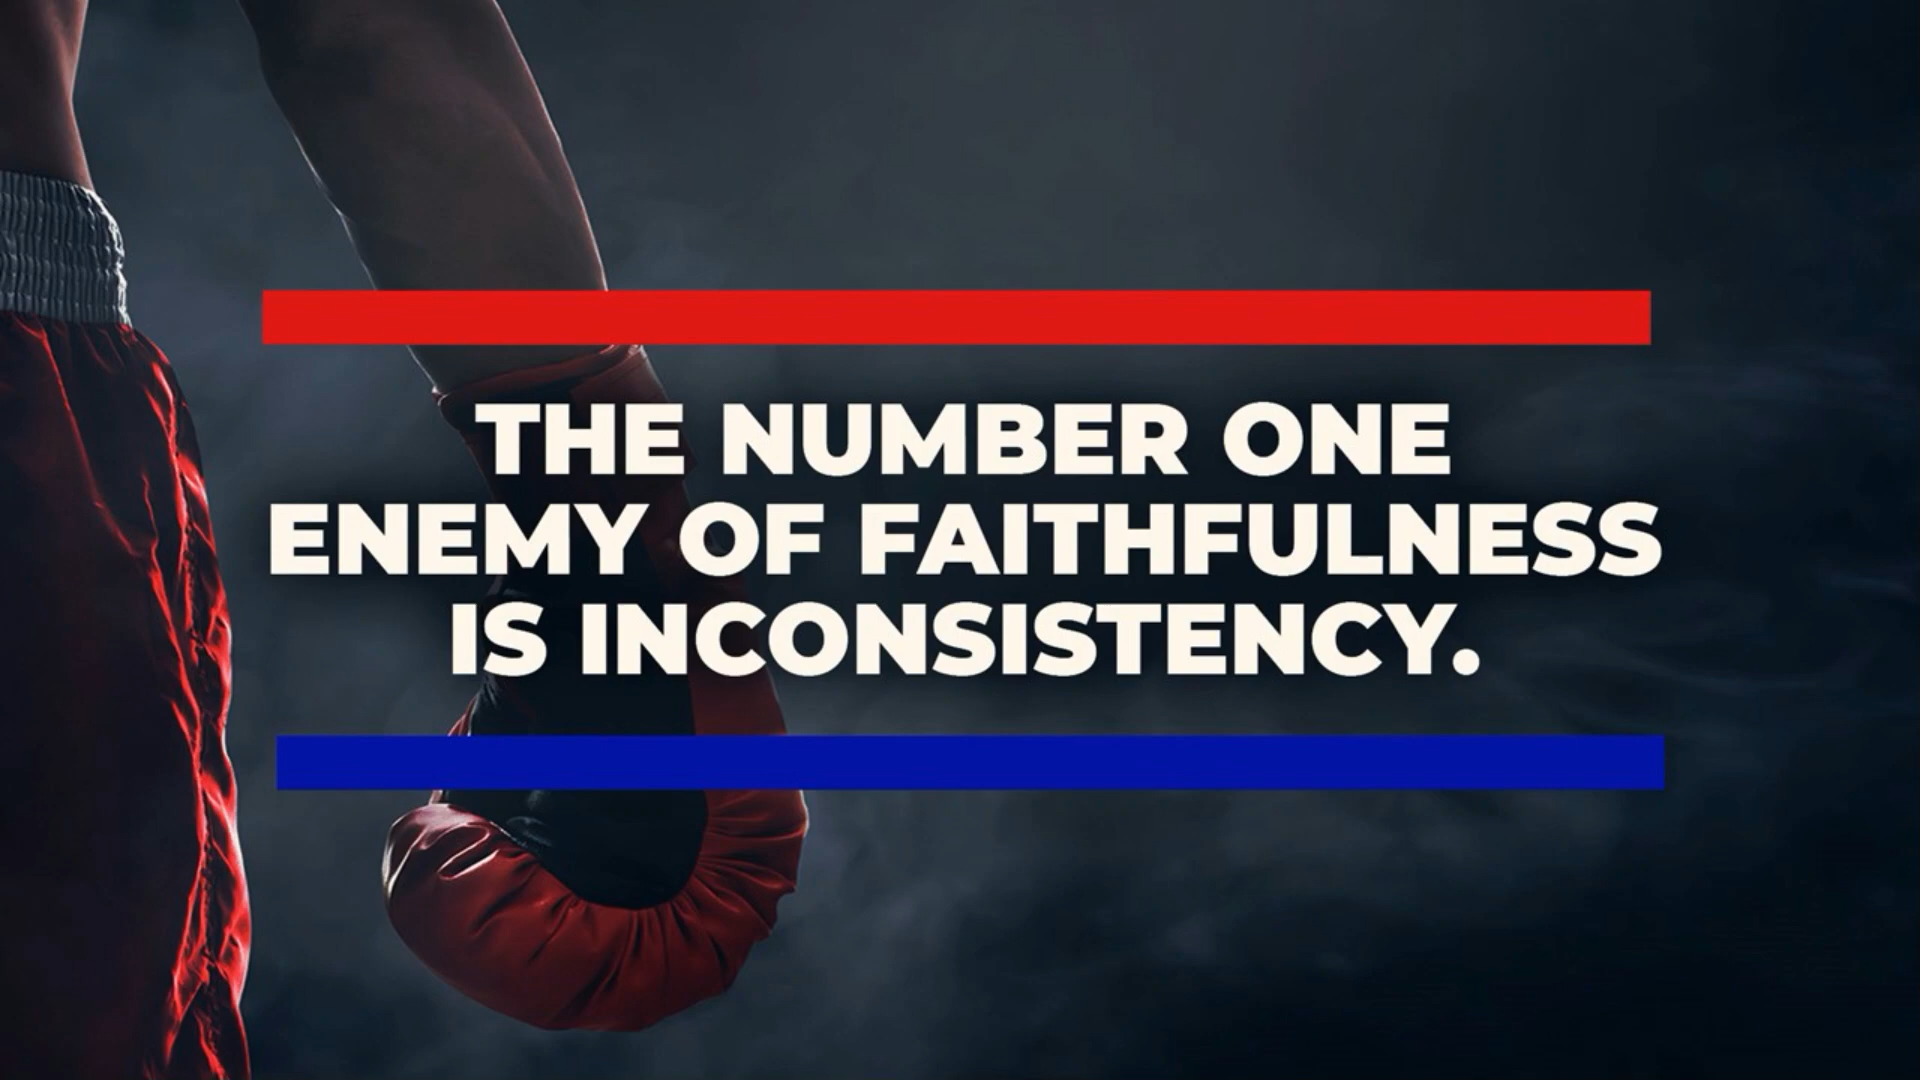 THE NUMBER ONE
ENEMY OF FAITHFULNESS
IS INCONSISTENCY.